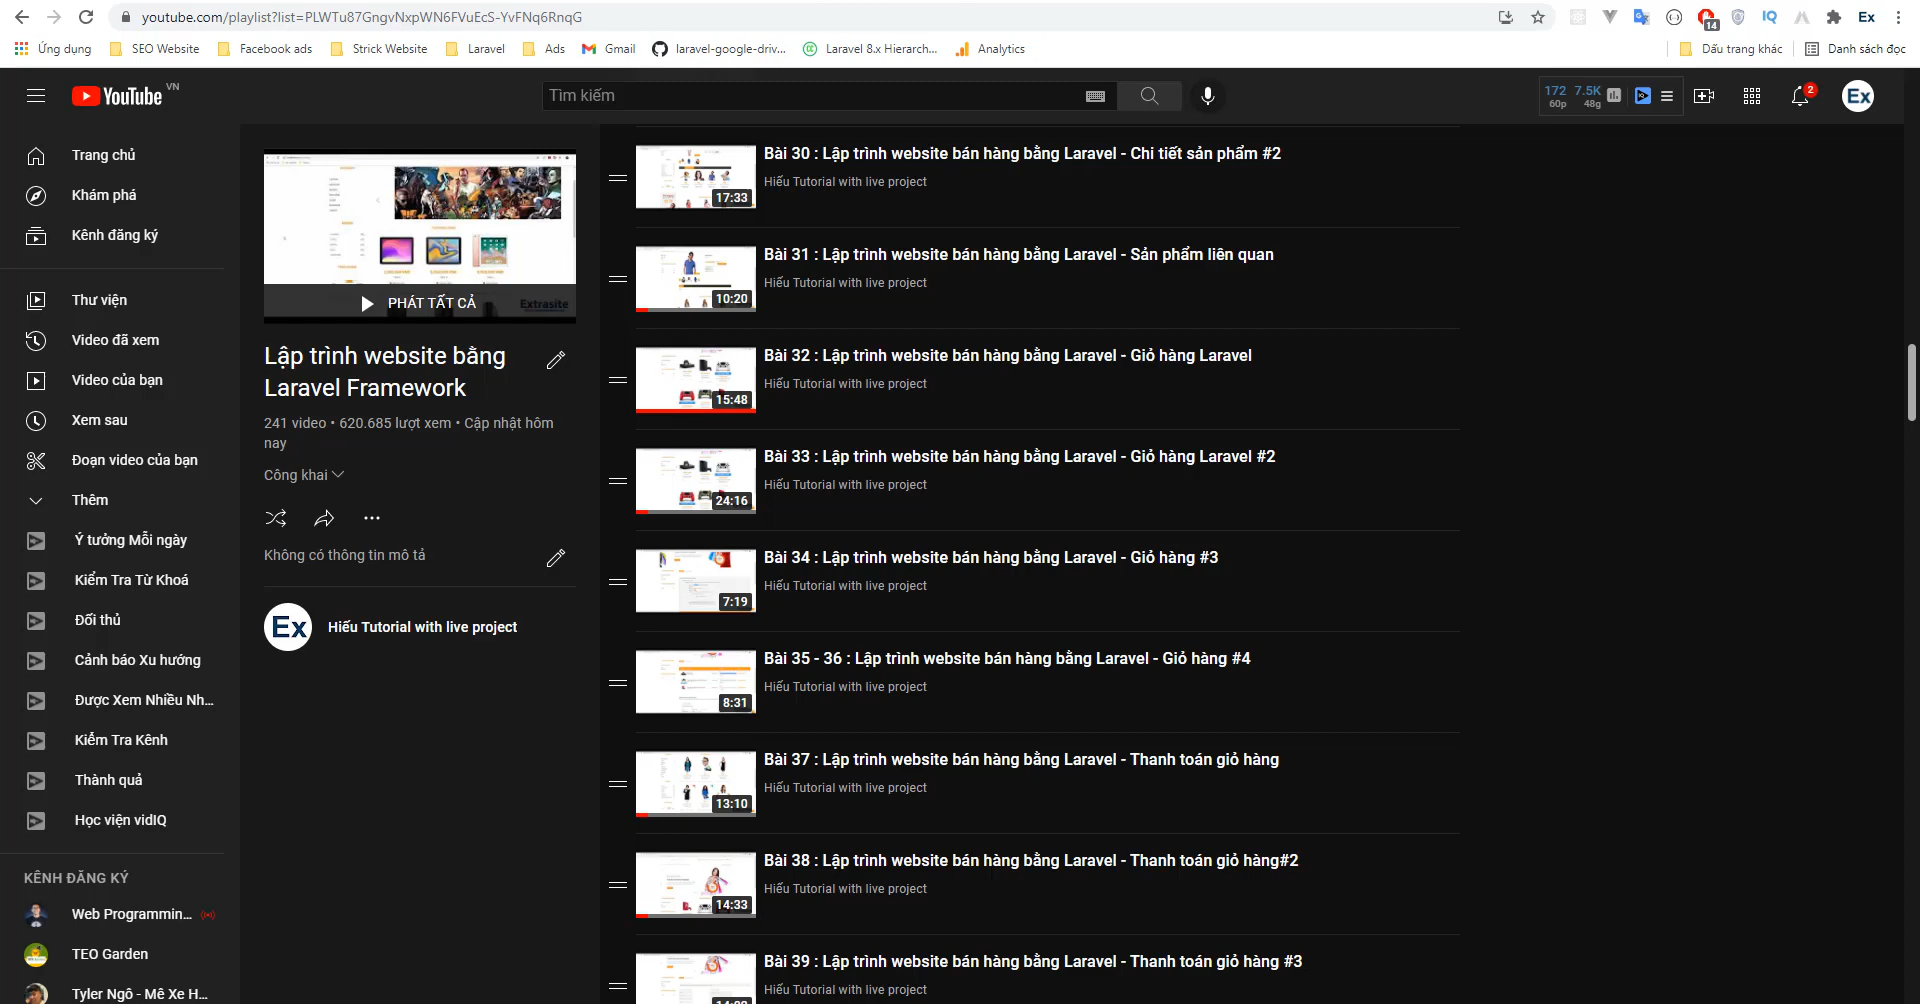 youtube.com/playlist?list=PLWTu87GngvNxpWN6FVuEcS-YvFNq6RnqG
14
IQ
Ex
Ứng dụng
SEO Website
Facebook ads
Strick Website
Laravel
Ads
Gmail
laravel-google-driv...
Laravel 8.x Hierarch...
Analytics
Dấu trang khác
Danh sách đọc
YouTube VN
Tìm kiếm
172 7.5K
60p 48g
2
Ex
Trang chủ
Khám phá
Kênh đăng ký
Thư viện
Video đã xem
Video của bạn
Xem sau
Đoạn video của bạn
Thêm
Ý tưởng Mỗi ngày
Kiểm Tra Từ Khoá
Đối thủ
Cảnh báo Xu hướng
Được Xem Nhiều Nh...
Kiểm Tra Kênh
Thành quả
Học viện vidIQ
KÊNH ĐĂNG KÝ
Web Programmin...
TEO Garden
Tyler Ngô - Mê Xe H...
PHÁT TẤT CẢ
Extrasite
Lập trình website bằng
Laravel Framework
241 video • 620.685 lượt xem • Cập nhật hôm
nay
Công khai
Không có thông tin mô tả
Ex
Hiếu Tutorial with live project
Bài 30 : Lập trình website bán hàng bằng Laravel - Chi tiết sản phẩm #2
Hiếu Tutorial with live project
17:33
Bài 31 : Lập trình website bán hàng bằng Laravel - Sản phẩm liên quan
Hiếu Tutorial with live project
10:20
Bài 32 : Lập trình website bán hàng bằng Laravel - Giỏ hàng Laravel
Hiếu Tutorial with live project
15:48
Bài 33 : Lập trình website bán hàng bằng Laravel - Giỏ hàng Laravel #2
Hiếu Tutorial with live project
24:16
Bài 34 : Lập trình website bán hàng bằng Laravel - Giỏ hàng #3
Hiếu Tutorial with live project
7:19
Bài 35 - 36 : Lập trình website bán hàng bằng Laravel - Giỏ hàng #4
Hiếu Tutorial with live project
8:31
Bài 37 : Lập trình website bán hàng bằng Laravel - Thanh toán giỏ hàng
Hiếu Tutorial with live project
13:10
Bài 38 : Lập trình website bán hàng bằng Laravel - Thanh toán giỏ hàng#2
Hiếu Tutorial with live project
14:33
Bài 39 : Lập trình website bán hàng bằng Laravel - Thanh toán giỏ hàng #3
Hiếu Tutorial with live project